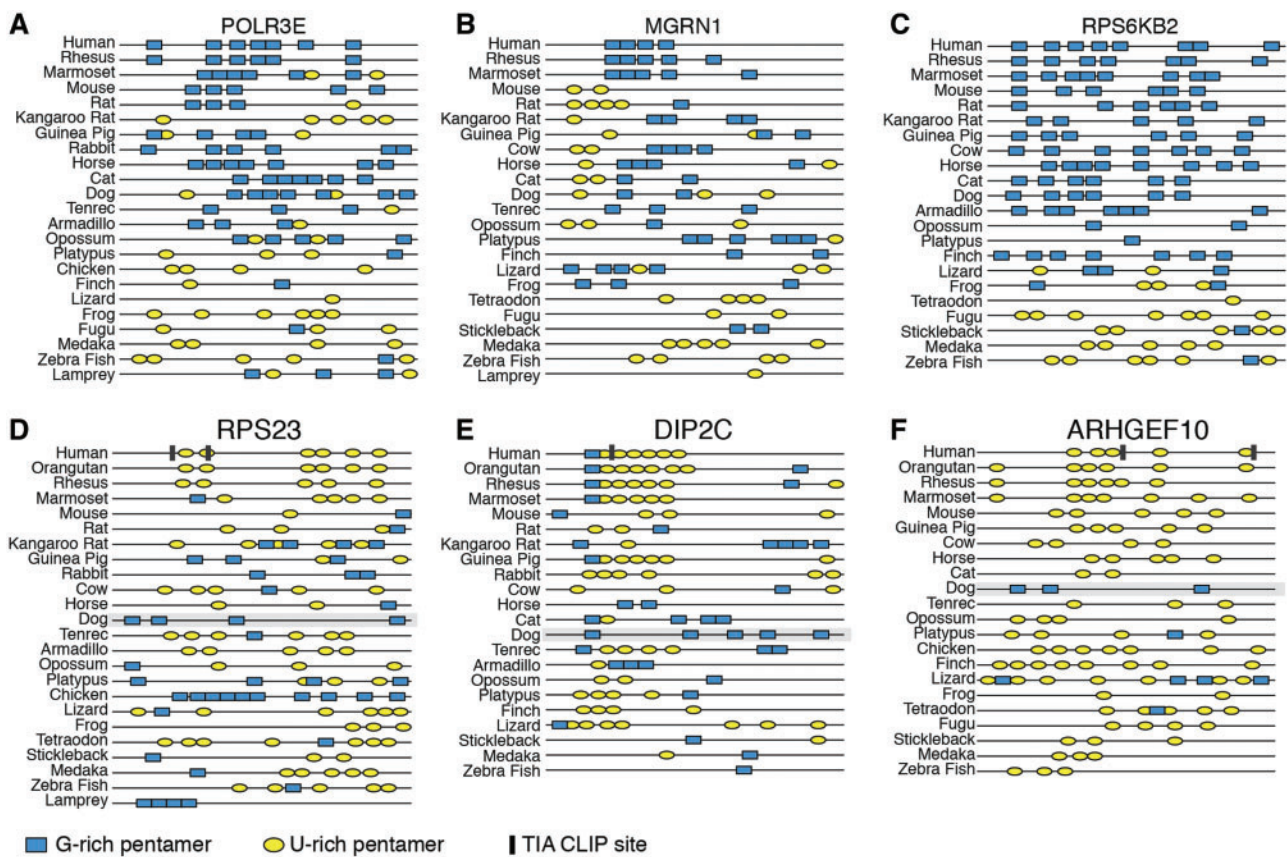 A
POLR3E
Human
Rhesus
Marmoset
Mouse
Rat
Kangaroo Rat
Guinea Pig
Rabbit
Horse
Cat
Dog
Tenrec
Armadillo
Opossum
Platypus
Chicken
Finch
Lizard
Frog
Fugu
Medaka
Zebra Fish
Lamprey
B
MGRN1
Human
Rhesus
Marmoset
Mouse
Rat
Kangaroo Rat
Guinea Pig
Cow
Horse
Cat
Dog
Tenrec
Opossum
Platypus
Finch
Lizard
Frog
Tetraodon
Fugu
Stickleback
Medaka
Zebra Fish
Lamprey
C
RPS6KB2
Human
Rhesus
Marmoset
Mouse
Rat
Kangaroo Rat
Guinea Pig
Cow
Horse
Cat
Dog
Armadillo
Opossum
Platypus
Finch
Lizard
Frog
Tetraodon
Fugu
Stickleback
Medaka
Zebra Fish
D
RPS23
Human
Orangutan
Rhesus
Marmoset
Mouse
Rat
Kangaroo Rat
Guinea Pig
Rabbit
Cow
Horse
Dog
Tenrec
Armadillo
Opossum
Platypus
Chicken
Lizard
Frog
Tetraodon
Stickleback
Medaka
Zebra Fish
Lamprey
E
DIP2C
Human
Orangutan
Rhesus
Marmoset
Mouse
Rat
Kangaroo Rat
Guinea Pig
Rabbit
Cow
Horse
Cat
Dog
Tenrec
Armadillo
Opossum
Platypus
Finch
Lizard
Stickleback
Medaka
Zebra Fish
F
ARHGEF10
Human
Orangutan
Rhesus
Marmoset
Mouse
Guinea Pig
Cow
Horse
Cat
Dog
Tenrec
Opossum
Platypus
Chicken
Finch
Lizard
Frog
Tetraodon
Fugu
Stickleback
Medaka
Zebra Fish
G-rich pentamer
U-rich pentamer
TIA CLIP site